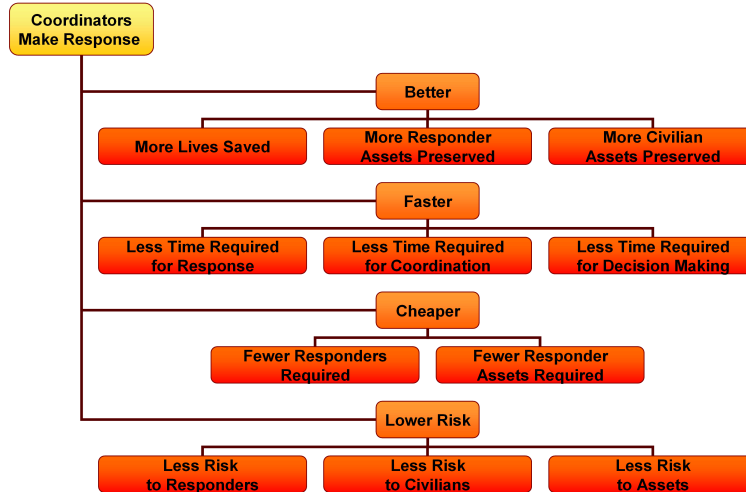 Coordinators
Make Response
Better
More Lives Saved
More Responder
Assets Preserved
More Civilian
Assets Preserved
Faster
Less Time Required
for Response
Less Time Required
for Coordination
Less Time Required
for Decision Making
Cheaper
Fewer Responders
Required
Fewer Responder
Assets Required
Lower Risk
Less Risk
to Responders
Less Risk
to Civilians
Less Risk
to Assets